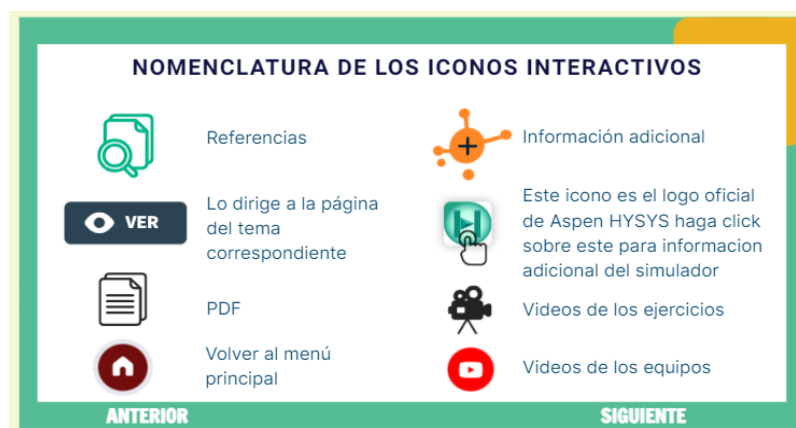 NOMENCLATURA DE LOS ICONOS INTERACTIVOS
Referencias
VER
Lo dirige a la página
del tema
correspondiente
PDF
Volver al menú
principal
Información adicional
Este icono es el logo oficial
de Aspen HYSYS haga click
sobre este para informacion
adicional del simulador
Videos de los ejercicios
Videos de los equipos
ANTERIOR
SIGUIENTE